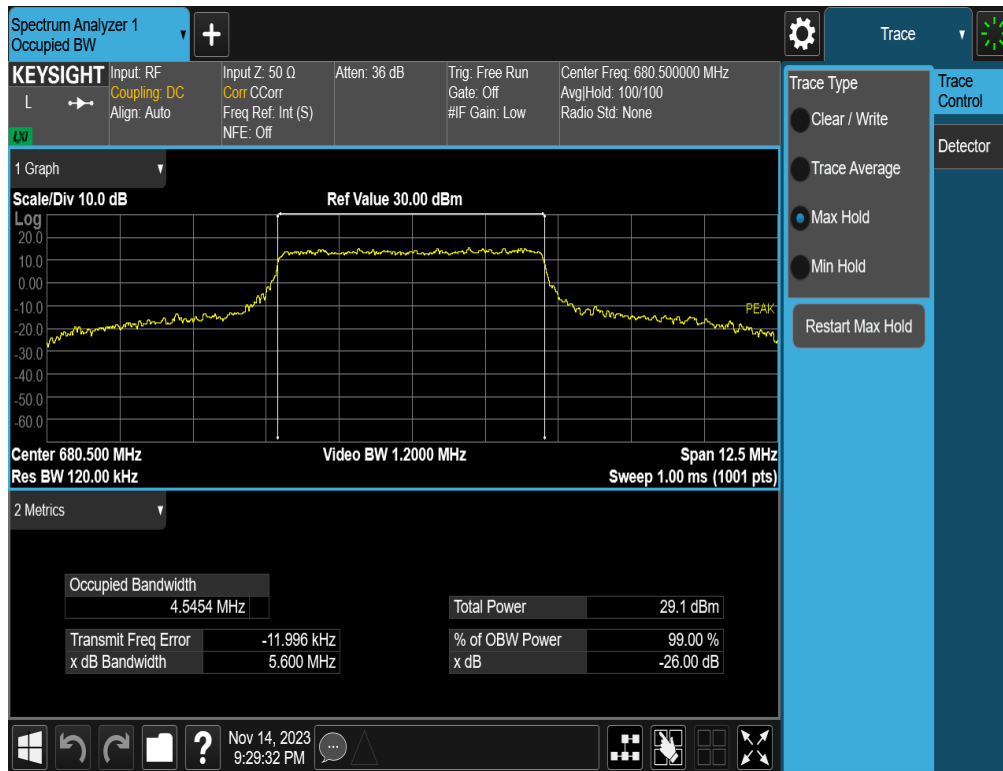 Spectrum Analyzer 1
Occupied BW
+
Trace
KEYSIGHT
L
LXI
Input: RF
Coupling: DC
Align: Auto
Input Z: 50 Ω
Corr CCorr
Freq Ref: Int (S)
NFE: Off
Atten: 36 dB
Trig: Free Run
Gate: Off
#IF Gain: Low
Center Freq: 680.500000 MHz
Avg|Hold: 100/100
Radio Std: None
1 Graph
Scale/Div 10.0 dB
Ref Value 30.00 dBm
Log
20.0
10.0
0.00
-10.0
-20.0
-30.0
-40.0
-50.0
-60.0
PEAK
Center 680.500 MHz
Video BW 1.2000 MHz
Span 12.5 MHz
Res BW 120.00 kHz
Sweep 1.00 ms (1001 pts)
2 Metrics
Occupied Bandwidth
4.5454 MHz
Total Power 29.1 dBm
Transmit Freq Error -11.996 kHz
% of OBW Power 99.00 %
x dB Bandwidth 5.600 MHz
x dB -26.00 dB
Trace Type
Clear / Write
Trace Average
Max Hold
Min Hold
Restart Max Hold
Trace
Control
Detector
?
Nov 14, 2023
9:29:32 PM